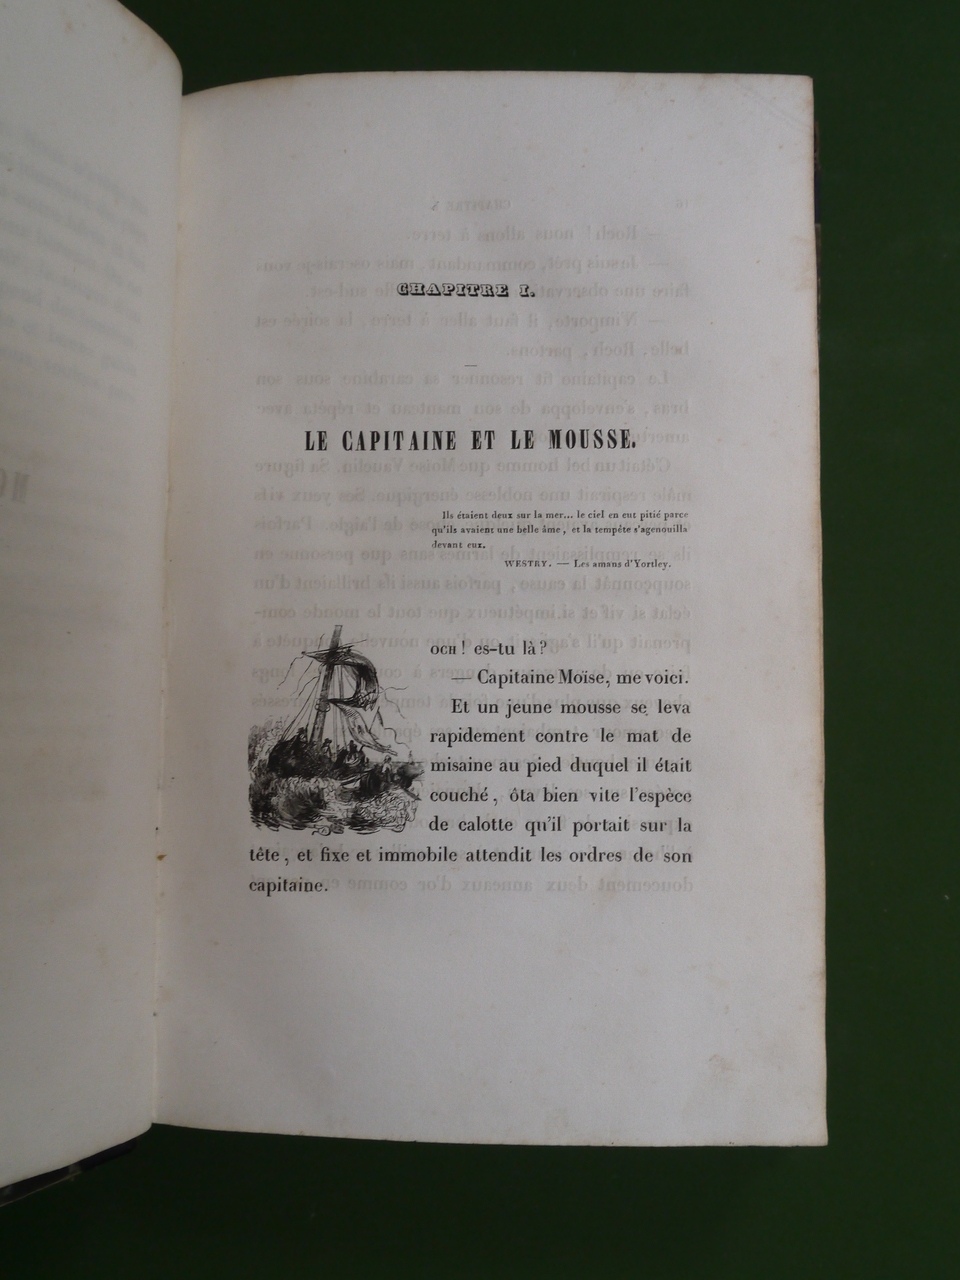 CHAPITRE I.
—
LE CAPITAINE ET LE MOUSSE.
Ils étaient deux sur la mer... le ciel en eut pitié parce
qu'ils avaient une belle âme, et la tempête s'agenouilla
devant eux.
WESTRY. — Les amans d'Yortley.
ROCH ! es-tu là ?
— Capitaine Moïse, me voici.
Et un jeune mousse se leva
rapidement contre le mat de
misaine au pied duquel il était
couché, ôta bien vite l'espèce
de calotte qu'il portait sur la
tête, et fixe et immobile attendit les ordres de son
capitaine.